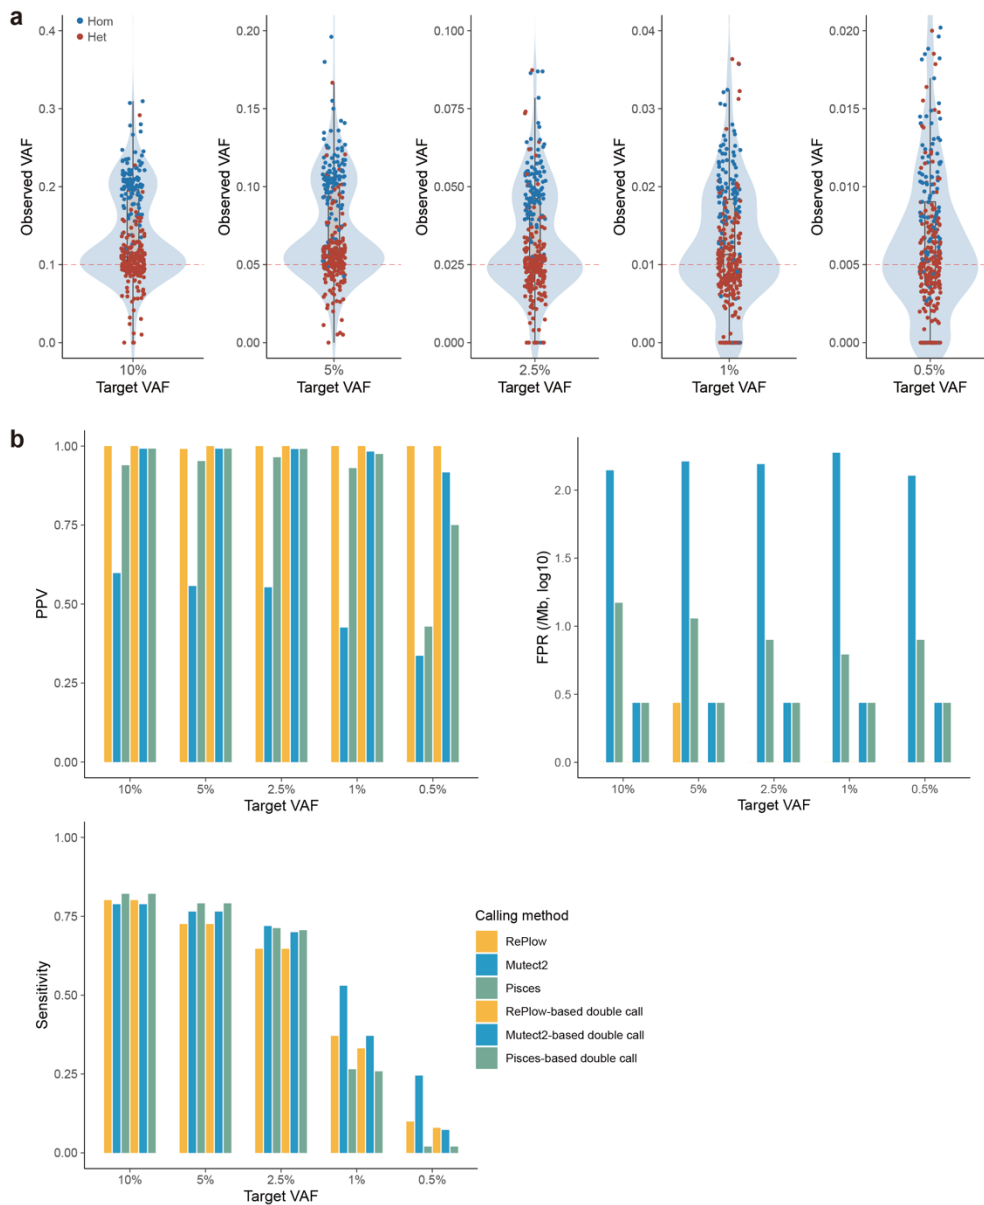 a
Hom
Het
0.4
0.3
0.2
0.1
0.0
Observed VAF
10%
Target VAF
0.20
0.15
0.10
0.05
0.00
Observed VAF
5%
Target VAF
0.100
0.075
0.050
0.025
0.000
Observed VAF
2.5%
Target VAF
0.04
0.03
0.02
0.01
0.00
Observed VAF
1%
Target VAF
0.020
0.015
0.010
0.005
0.000
Observed VAF
0.5%
Target VAF
b
1.00
0.75
0.50
0.25
0.00
PPV
10% 5% 2.5% 1% 0.5%
Target VAF
2.0
1.5
1.0
0.5
0.0
FPR (/Mb, log10)
10% 5% 2.5% 1% 0.5%
Target VAF
1.00
0.75
0.50
0.25
0.00
Sensitivity
10% 5% 2.5% 1% 0.5%
Target VAF
Calling method
RePlow
Mutect2
Pisces
RePlow-based double call
Mutect2-based double call
Pisces-based double call